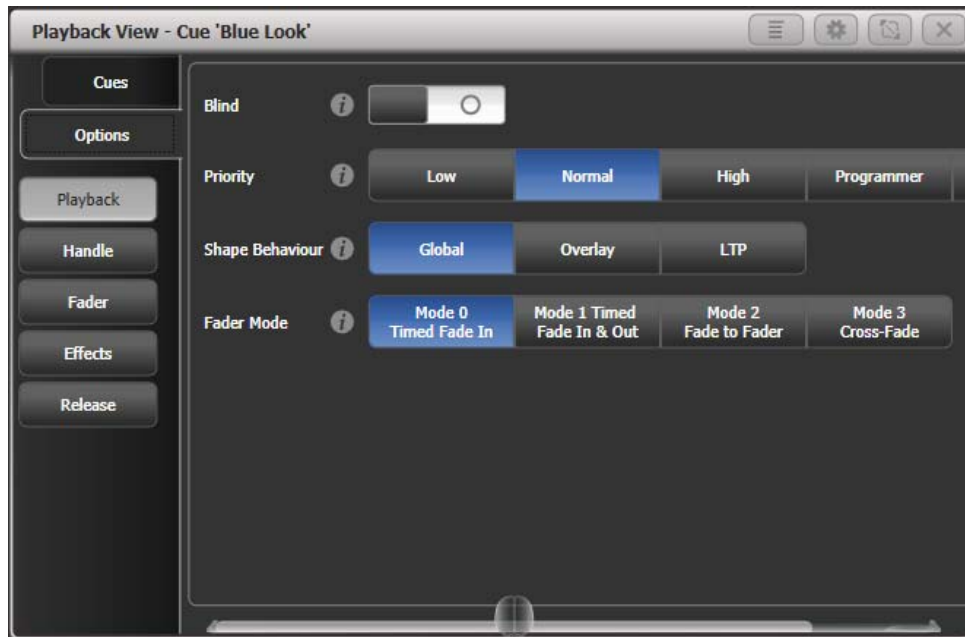 Playback View - Cue 'Blue Look'
Cues
Options
Playback
Handle
Fader
Effects
Release
Blind
Priority
Low
Normal
High
Programmer
Shape Behaviour
Global
Overlay
LTP
Fader Mode
Mode 0
Timed Fade In
Mode 1 Timed
Fade In & Out
Mode 2
Fade to Fader
Mode 3
Cross-Fade